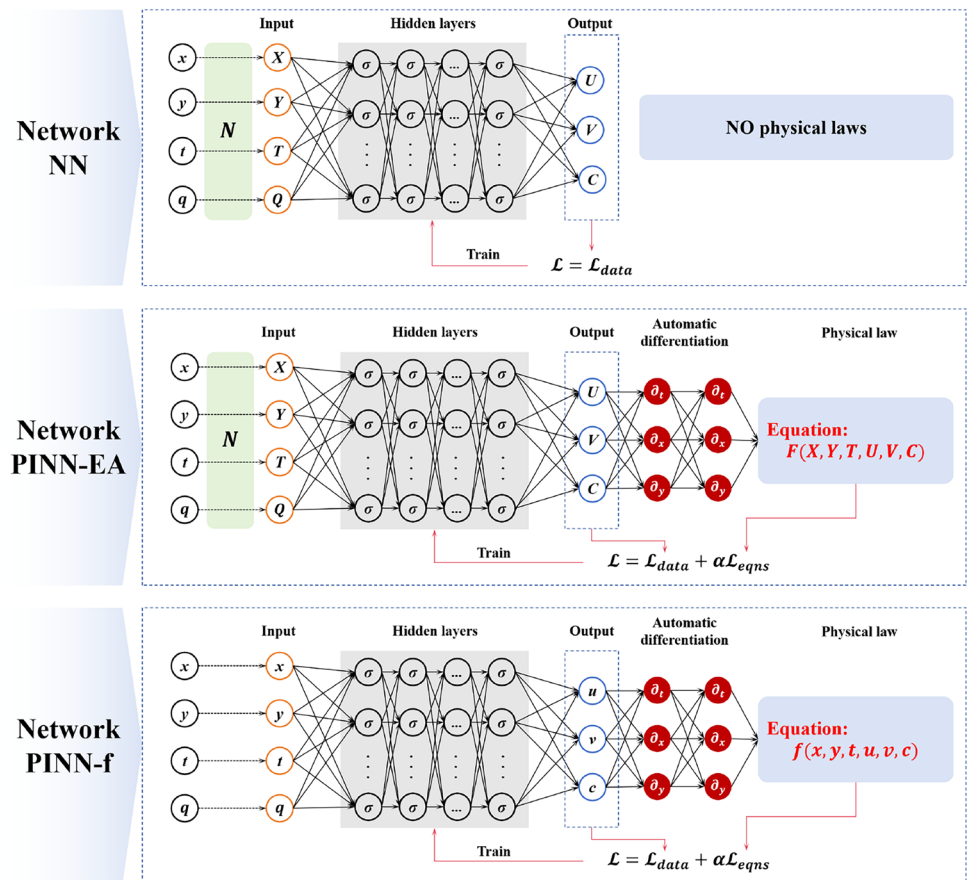 Network
NN
Input
Hidden layers
Output
x
y
t
q
N
X
Y
T
Q
σ σ ... σ
σ σ ... σ
σ σ ... σ
U
V
C
NO physical laws
Train
ℒ = ℒdata
Network
PINN-EA
Input
Hidden layers
Output
Automatic
differentiation
Physical law
x
y
t
q
N
X
Y
T
Q
σ σ ... σ
σ σ ... σ
σ σ ... σ
U
V
C
∂t ∂t
∂x ∂x
∂y ∂y
Equation:
F(X, Y, T, U, V, C)
Train
ℒ = ℒdata + αℒeqns
Network
PINN-f
Input
Hidden layers
Output
Automatic
differentiation
Physical law
x
y
t
q
x
y
t
q
σ σ ... σ
σ σ ... σ
σ σ ... σ
u
v
c
∂t ∂t
∂x ∂x
∂y ∂y
Equation:
f(x, y, t, u, v, c)
Train
ℒ = ℒdata + αℒeqns